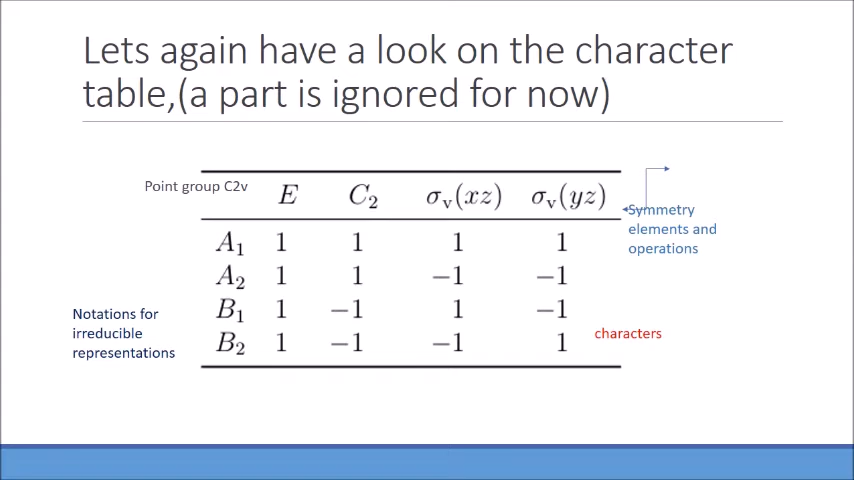 Lets again have a look on the character
table,(a part is ignored for now)
Point group C2v E C₂ σᵥ(xz) σᵥ(yz)
Symmetry
elements and
operations
A₁ 1 1 1 1
A₂ 1 1 −1 −1
B₁ 1 −1 1 −1
B₂ 1 −1 −1 1
Notations for
irreducible
representations
characters